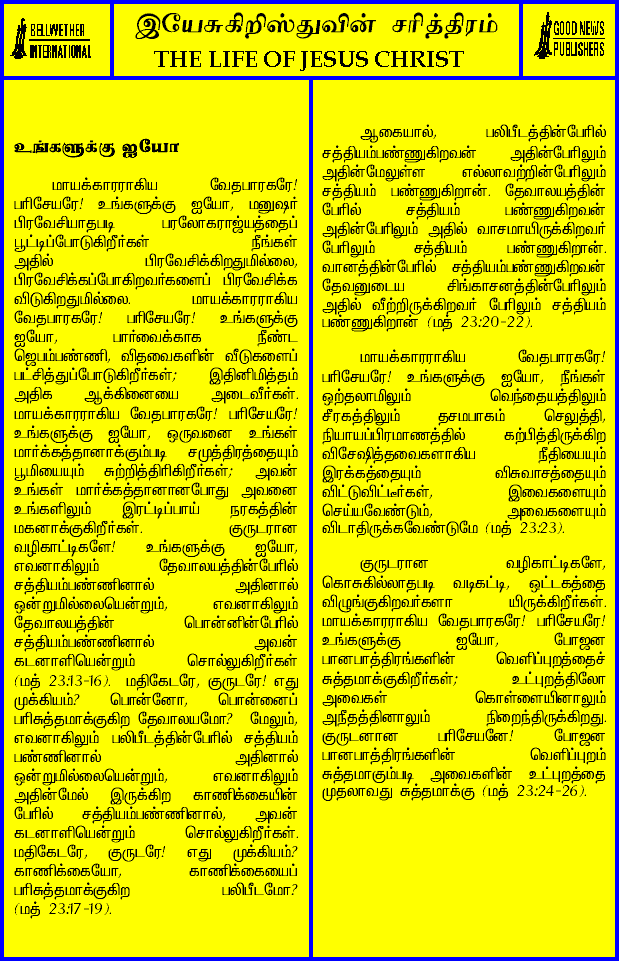 BELLWETHER
INTERNATIONAL
இயேசுகிறிஸ்துவின் சரித்திரம்
THE LIFE OF JESUS CHRIST
GOOD NEWS
PUBLISHERS
உங்களுக்கு ஐயோ
மாயக்காரராகிய வேதபாரகரே!
பரிசேயரே! உங்களுக்கு ஐயோ, மனுஷர்
பிரவேசியாதபடி பரலோகராஜ்யத்தைப்
பூட்டிப்போடுகிறீர்கள் நீங்கள்
அதில் பிரவேசிக்கிறதுமில்லை,
பிரவேசிக்கப்போகிறவர்களைப் பிரவேசிக்க
விடுகிறதுமில்லை. மாயக்காரராகிய
வேதபாரகரே! பரிசேயரே! உங்களுக்கு
ஐயோ, பார்வைக்காக நீண்ட
ஜெபம்பண்ணி, விதவைகளின் வீடுகளைப்
பட்சித்துப்போடுகிறீர்கள்; இதினிமித்தம்
அதிக ஆக்கினையை அடைவீர்கள்.
மாயக்காரராகிய வேதபாரகரே! பரிசேயரே!
உங்களுக்கு ஐயோ, ஒருவனை உங்கள்
மார்க்கத்தானாக்கும்படி சமுத்திரத்தையும்
பூமியையும் சுற்றித்திரிகிறீர்கள்; அவன்
உங்கள் மார்க்கத்தானானபோது அவனை
உங்களிலும் இரட்டிப்பாய் நரகத்தின்
மகனாக்குகிறீர்கள். குருடரான
வழிகாட்டிகளே! உங்களுக்கு ஐயோ,
எவனாகிலும் தேவாலயத்தின்பேரில்
சத்தியம்பண்ணினால் அதினால்
ஒன்றுமில்லையென்றும், எவனாகிலும்
தேவாலயத்தின் பொன்னின்பேரில்
சத்தியம்பண்ணினால் அவன்
கடனாளியென்றும் சொல்லுகிறீர்கள்
(மத் 23:13-16). மதிகேடரே, குருடரே! எது
முக்கியம்? பொன்னோ, பொன்னைப்
பரிசுத்தமாக்குகிற தேவாலயமோ? மேலும்,
எவனாகிலும் பலிபீடத்தின்பேரில் சத்தியம்
பண்ணினால் அதினால்
ஒன்றுமில்லையென்றும், எவனாகிலும்
அதின்மேல் இருக்கிற காணிக்கையின்
பேரில் சத்தியம்பண்ணினால், அவன்
கடனாளியென்றும் சொல்லுகிறீர்கள்.
மதிகேடரே, குருடரே! எது முக்கியம்?
காணிக்கையோ, காணிக்கையைப்
பரிசுத்தமாக்குகிற பலிபீடமோ?
(மத் 23:17-19).
ஆகையால், பலிபீடத்தின்பேரில்
சத்தியம்பண்ணுகிறவன் அதின்பேரிலும்
அதின்மேலுள்ள எல்லாவற்றின்பேரிலும்
சத்தியம் பண்ணுகிறான். தேவாலயத்தின்
பேரில் சத்தியம் பண்ணுகிறவன்
அதின்பேரிலும் அதில் வாசமாயிருக்கிறவர்
பேரிலும் சத்தியம் பண்ணுகிறான்.
வானத்தின்பேரில் சத்தியம்பண்ணுகிறவன்
தேவனுடைய சிங்காசனத்தின்பேரிலும்
அதில் வீற்றிருக்கிறவர் பேரிலும் சத்தியம்
பண்ணுகிறான் (மத் 23:20-22).
மாயக்காரராகிய வேதபாரகரே!
பரிசேயரே! உங்களுக்கு ஐயோ, நீங்கள்
ஒற்தலாமிலும் வெந்தையத்திலும்
சீரகத்திலும் தசமபாகம் செலுத்தி,
நியாயப்பிரமாணத்தில் கற்பித்திருக்கிற
விசேஷித்தவைகளாகிய நீதியையும்
இரக்கத்தையும் விசுவாசத்தையும்
விட்டுவிட்டீர்கள், இவைகளையும்
செய்யவேண்டும், அவைகளையும்
விடாதிருக்கவேண்டுமே (மத் 23:23).
குருடரான வழிகாட்டிகளே,
கொசுகில்லாதபடி வடிகட்டி, ஒட்டகத்தை
விழுங்குகிறவர்களா யிருக்கிறீர்கள்.
மாயக்காரராகிய வேதபாரகரே! பரிசேயரே!
உங்களுக்கு ஐயோ, போஜன
பானபாத்திரங்களின் வெளிப்புறத்தைச்
சுத்தமாக்குகிறீர்கள்; உட்புறத்திலோ
அவைகள் கொள்ளையினாலும்
அநீதத்தினாலும் நிறைந்திருக்கிறது.
குருடனான பரிசேயனே! போஜன
பானபாத்திரங்களின் வெளிப்புறம்
சுத்தமாகும்படி அவைகளின் உட்புறத்தை
முதலாவது சுத்தமாக்கு (மத் 23:24-26).